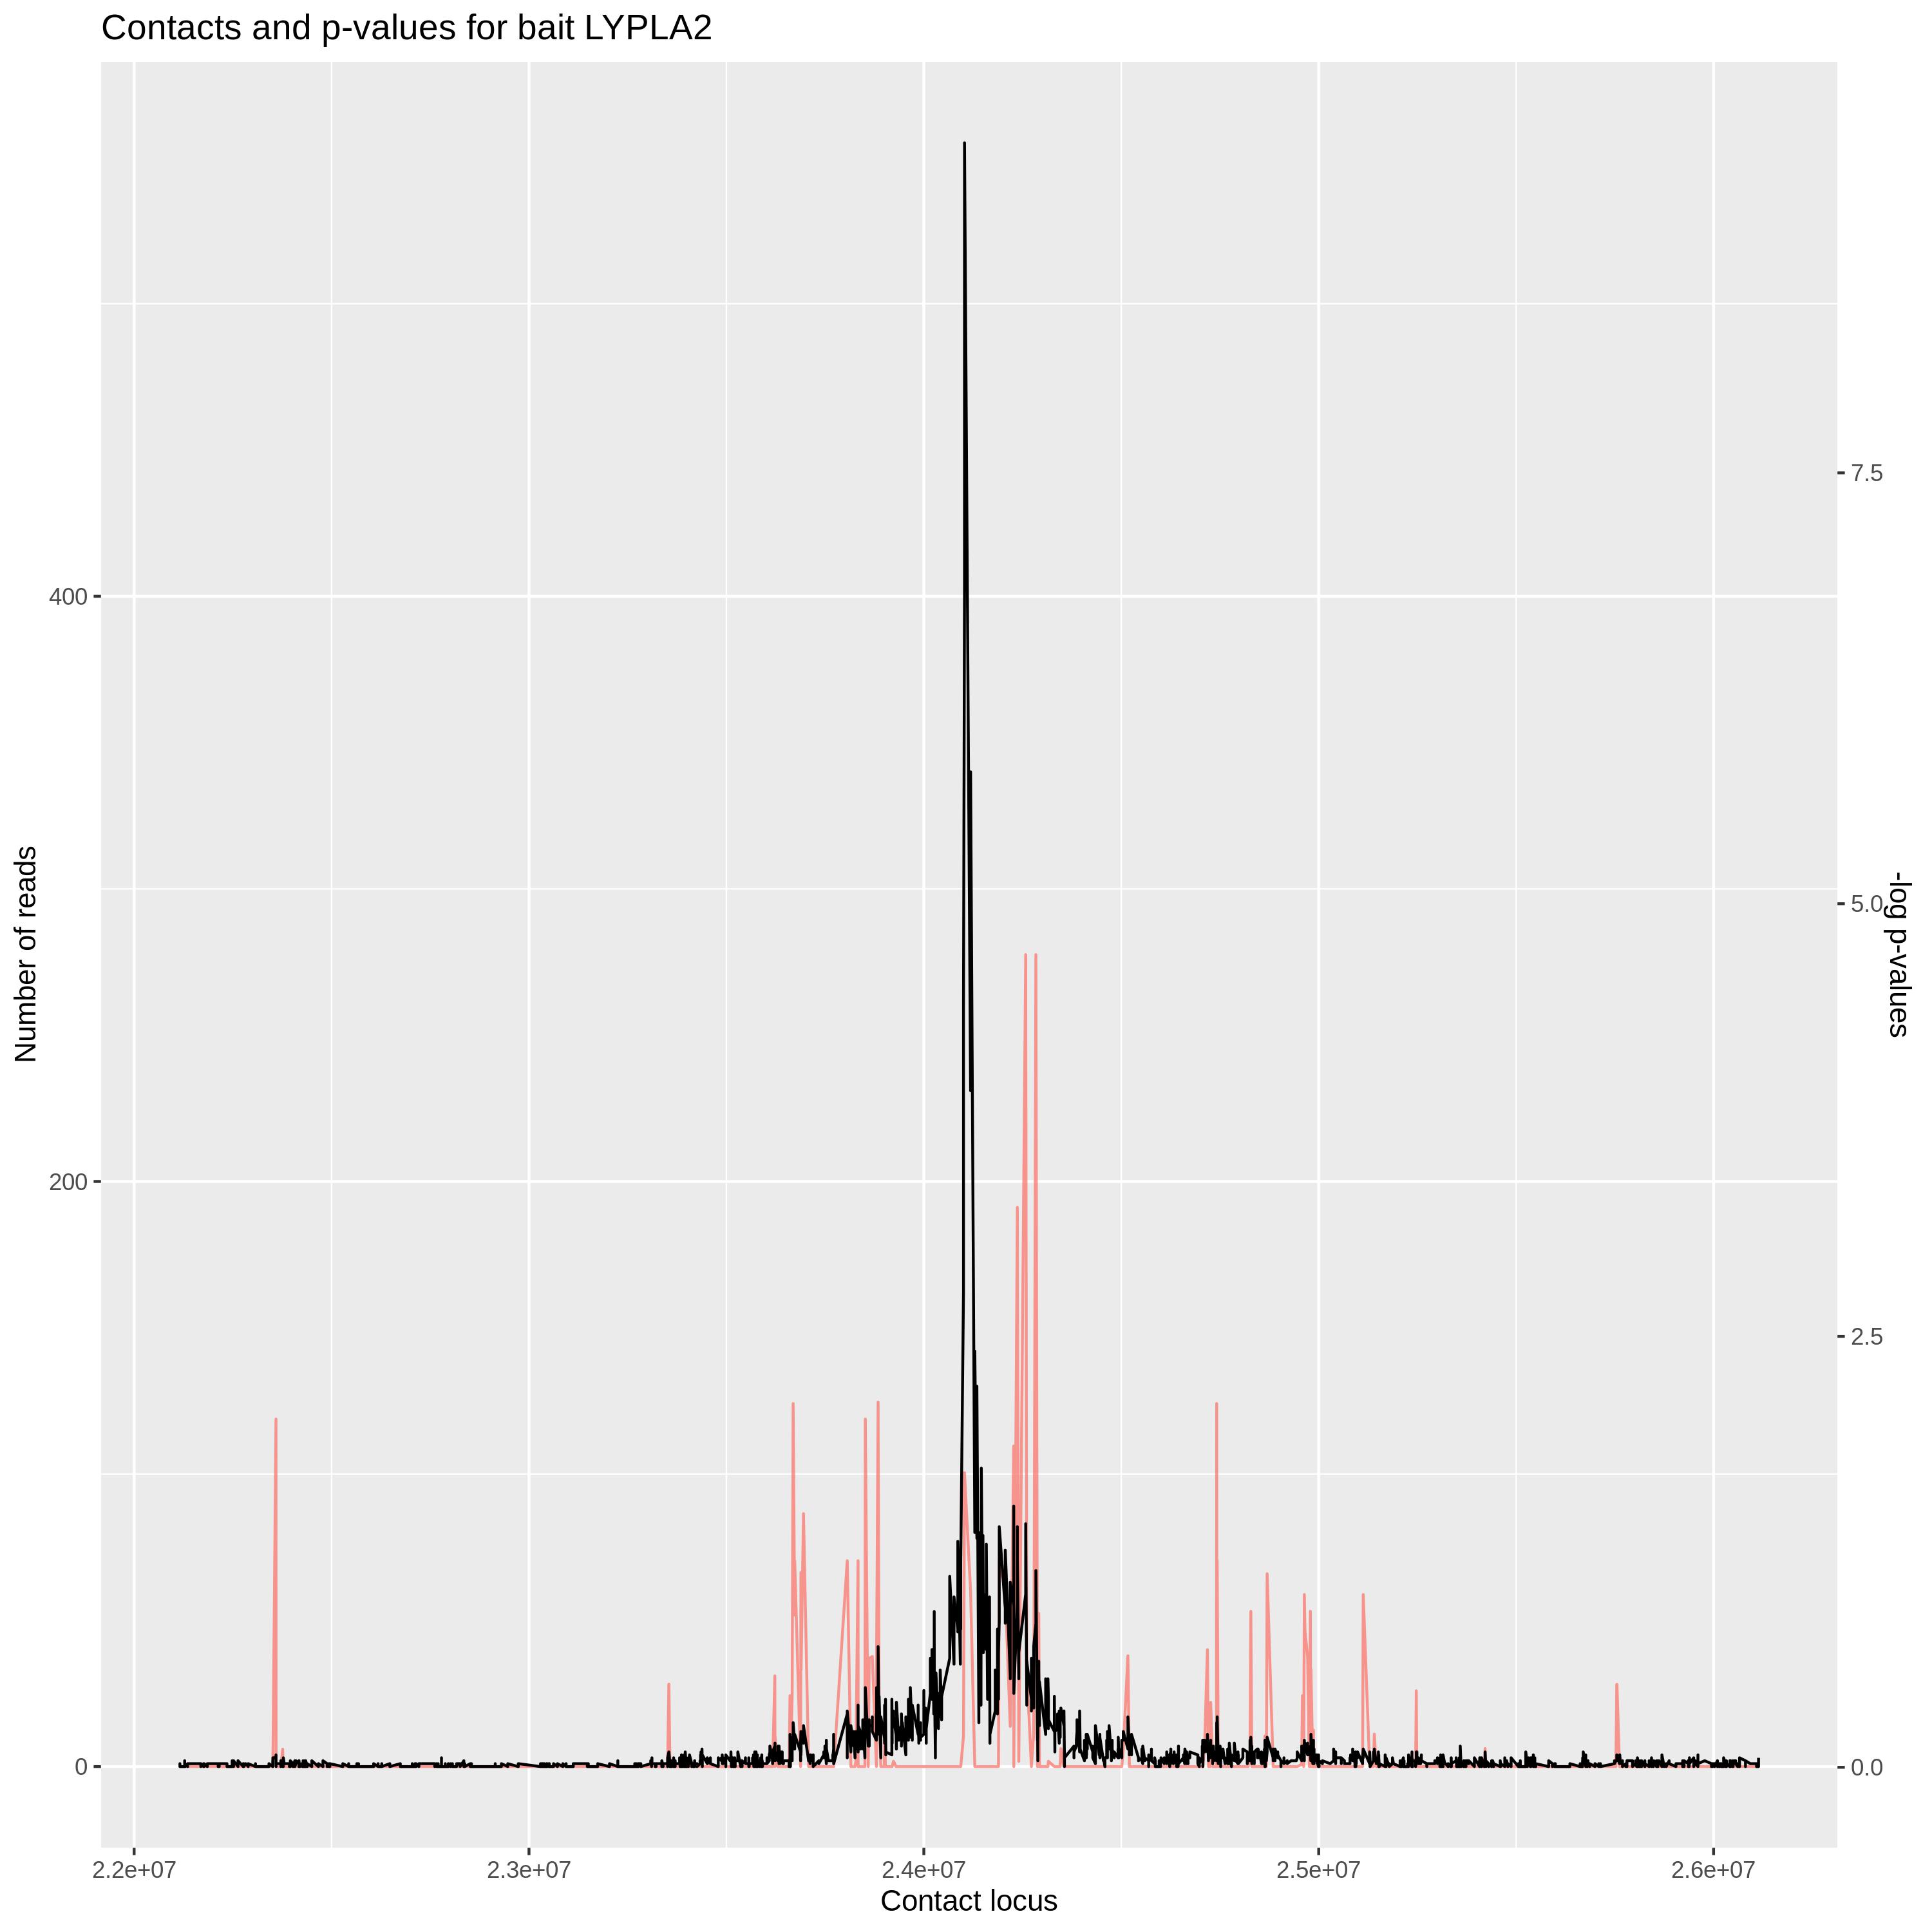 Contacts and p-values for bait LYPLA2
Number of reads
400
200
0
7.5
5.0
2.5
0.0
-log p-values
2.2e+07
2.3e+07
2.4e+07
2.5e+07
2.6e+07
Contact locus